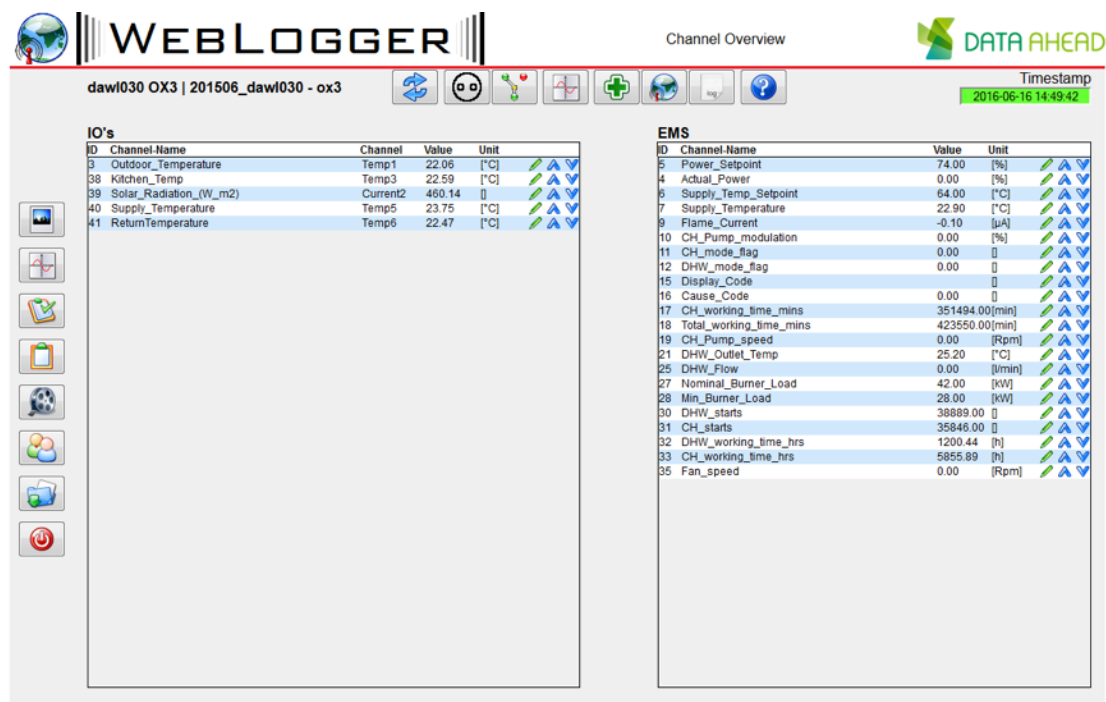 WEBLOGGER
Channel Overview
DATA AHEAD
dawl030 OX3 | 201506_dawl030 - ox3
log
Timestamp
2016-06-16 14:49:42
IO's
ID Channel-Name Channel Value Unit
3 Outdoor_Temperature Temp1 22.06 [°C]
38 Kitchen_Temp Temp3 22.59 [°C]
39 Solar_Radiation_(W_m2) Current2 460.14 []
40 Supply_Temperature Temp5 23.75 [°C]
41 ReturnTemperature Temp6 22.47 [°C]
EMS
ID Channel-Name Value Unit
5 Power_Setpoint 74.00 [%]
4 Actual_Power 0.00 [%]
6 Supply_Temp_Setpoint 64.00 [°C]
7 Supply_Temperature 22.90 [°C]
9 Flame_Current -0.10 [µA]
10 CH_Pump_modulation 0.00 [%]
11 CH_mode_flag 0.00 []
12 DHW_mode_flag 0.00 []
15 Display_Code []
16 Cause_Code 0.00 []
17 CH_working_time_mins 351494.00[min]
18 Total_working_time_mins 423550.00[min]
19 CH_Pump_speed 0.00 [Rpm]
21 DHW_Outlet_Temp 25.20 [°C]
25 DHW_Flow 0.00 [l/min]
27 Nominal_Burner_Load 42.00 [kW]
28 Min_Burner_Load 28.00 [kW]
30 DHW_starts 38889.00 []
31 CH_starts 35846.00 []
32 DHW_working_time_hrs 1200.44 [h]
33 CH_working_time_hrs 5855.89 [h]
35 Fan_speed 0.00 [Rpm]